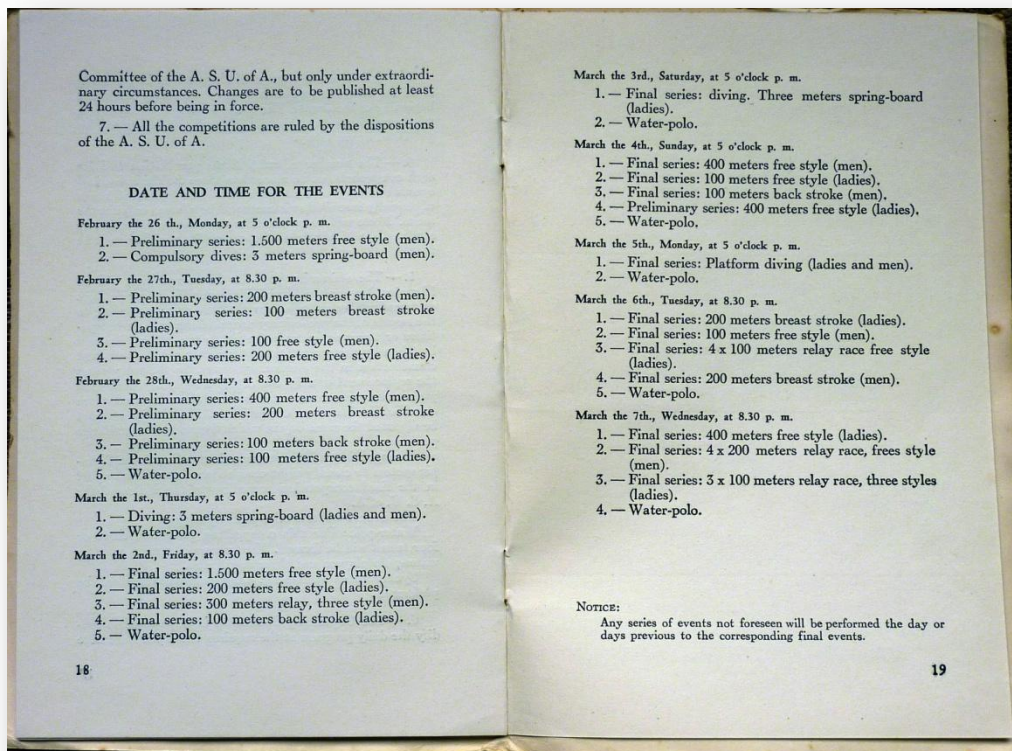 Committee of the A. S. U. of A., but only under extraordi-
nary circumstances. Changes are to be published at least
24 hours before being in force.
7. — All the competitions are ruled by the dispositions
of the A. S. U. of A.
DATE AND TIME FOR THE EVENTS
February the 26 th., Monday, at 5 o'clock p. m.
1. — Preliminary series: 1.500 meters free style (men).
2. — Compulsory dives: 3 meters spring-board (men).
February the 27th., Tuesday, at 8.30 p. m.
1. — Preliminary series: 200 meters breast stroke (men).
2. — Preliminary series: 100 meters breast stroke
(ladies).
3. — Preliminary series: 100 free style (men).
4. — Preliminary series: 200 meters free style (ladies).
February the 28th., Wednesday, at 8.30 p. m.
1. — Preliminary series: 400 meters free style (men).
2. — Preliminary series: 200 meters breast stroke
(ladies).
3. — Preliminary series: 100 meters back stroke (men).
4. — Preliminary series: 100 meters free style (ladies).
5. — Water-polo.
March the 1st., Thursday, at 5 o'clock p. m.
1. — Diving: 3 meters spring-board (ladies and men).
2. — Water-polo.
March the 2nd., Friday, at 8.30 p. m.
1. — Final series: 1.500 meters free style (men).
2. — Final series: 200 meters free style (ladies).
3. — Final series: 300 meters relay, three style (men).
4. — Final series: 100 meters back stroke (ladies).
5. — Water-polo.
18
March the 3rd., Saturday, at 5 o'clock p. m.
1. — Final series: diving. Three meters spring-board
(ladies).
2. — Water-polo.
March the 4th., Sunday, at 5 o'clock p. m.
1. — Final series: 400 meters free style (men).
2. — Final series: 100 meters free style (ladies).
3. — Final series: 100 meters back stroke (men).
4. — Preliminary series: 400 meters free style (ladies).
5. — Water-polo.
March the 5th., Monday, at 5 o'clock p. m.
1. — Final series: Platform diving (ladies and men).
2. — Water-polo.
March the 6th., Tuesday, at 8.30 p. m.
1. — Final series: 200 meters breast stroke (ladies).
2. — Final series: 100 meters free style (men).
3. — Final series: 4 x 100 meters relay race free style
(ladies).
4. — Final series: 200 meters breast stroke (men).
5. — Water-polo.
March the 7th., Wednesday, at 8.30 p. m.
1. — Final series: 400 meters free style (ladies).
2. — Final series: 4 x 200 meters relay race, frees style
(men).
3. — Final series: 3 x 100 meters relay race, three styles
(ladies).
4. — Water-polo.
NOTICE:
Any series of events not foreseen will be performed the day or
days previous to the corresponding final events.
19